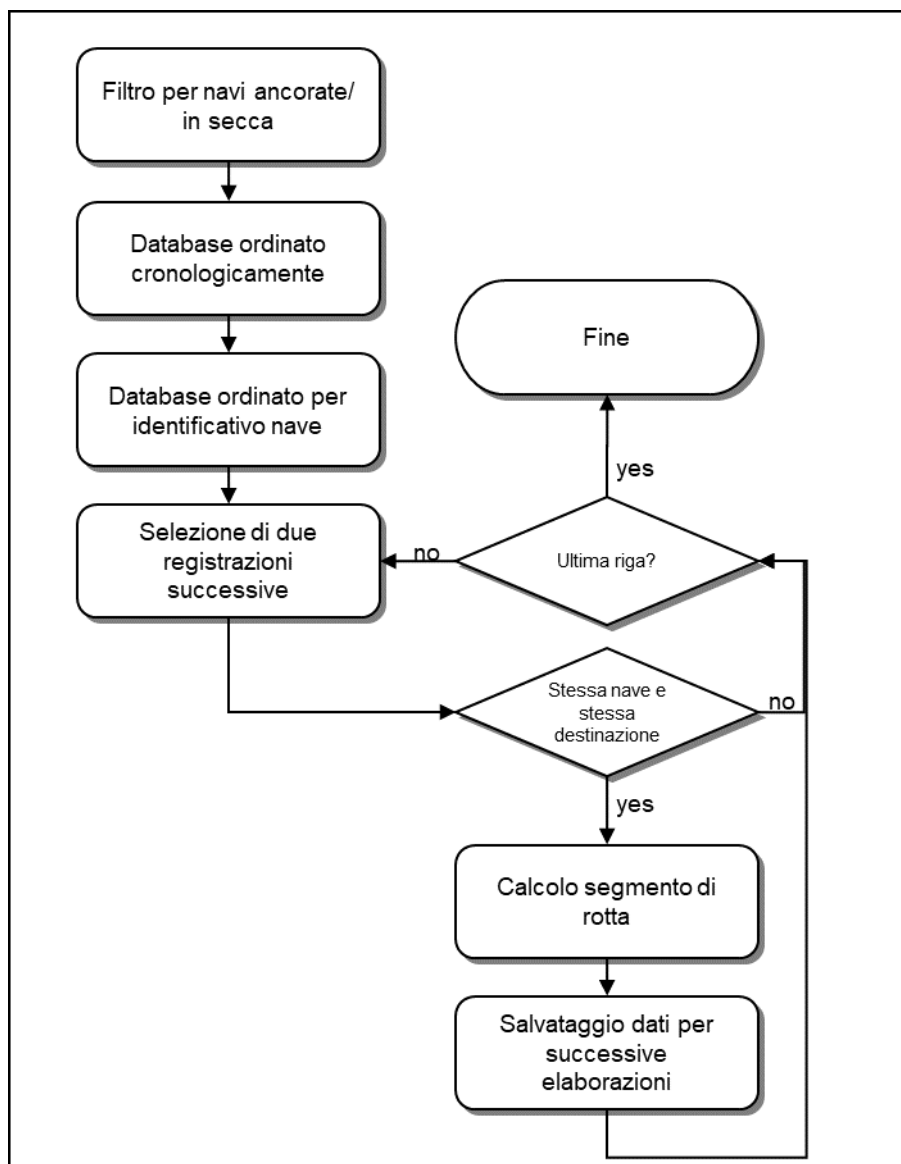 Filtro per navi ancorate/
in secca
Database ordinato
cronologicamente
Database ordinato per
identificativo nave
Selezione di due
registrazioni
successive
Fine
yes
Ultima riga?
no
Stessa nave e
stessa
destinazione
no
yes
Calcolo segmento di
rotta
Salvataggio dati per
successive
elaborazioni